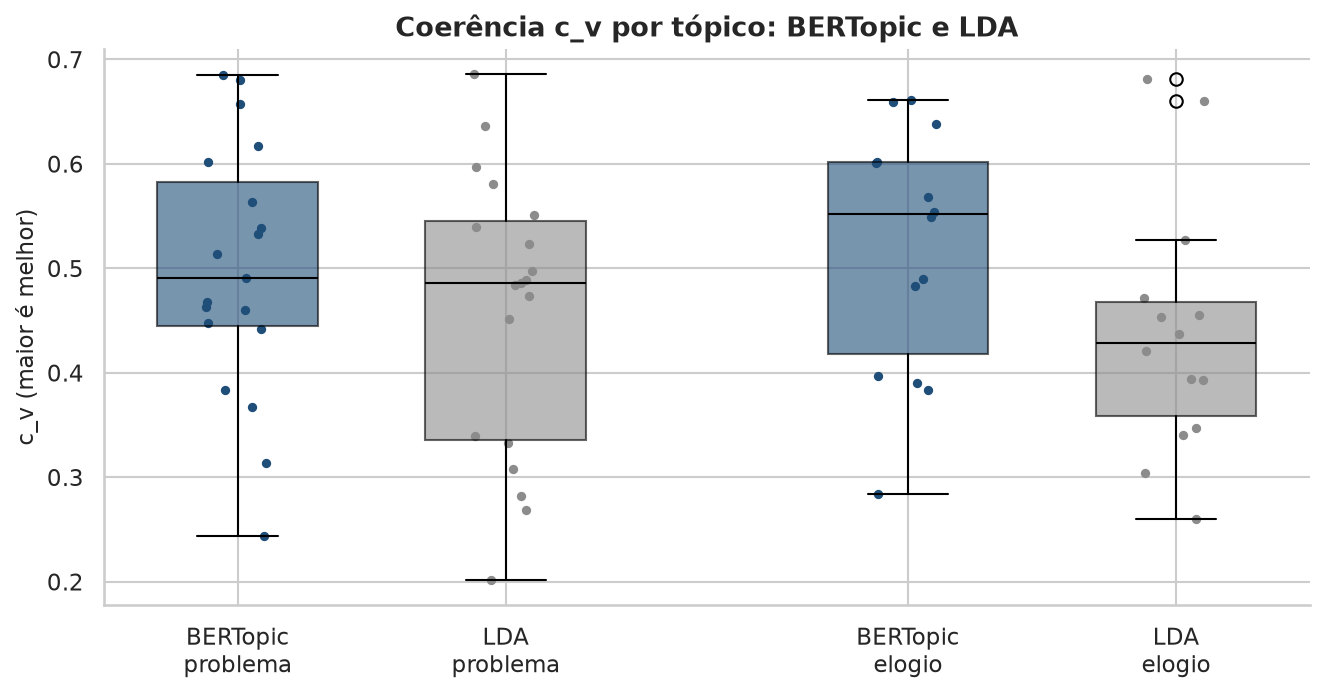 Coerência c_v por tópico: BERTopic e LDA
c_v (maior é melhor)
0.7
0.6
0.5
0.4
0.3
0.2
BERTopic
problema
LDA
problema
BERTopic
elogio
LDA
elogio